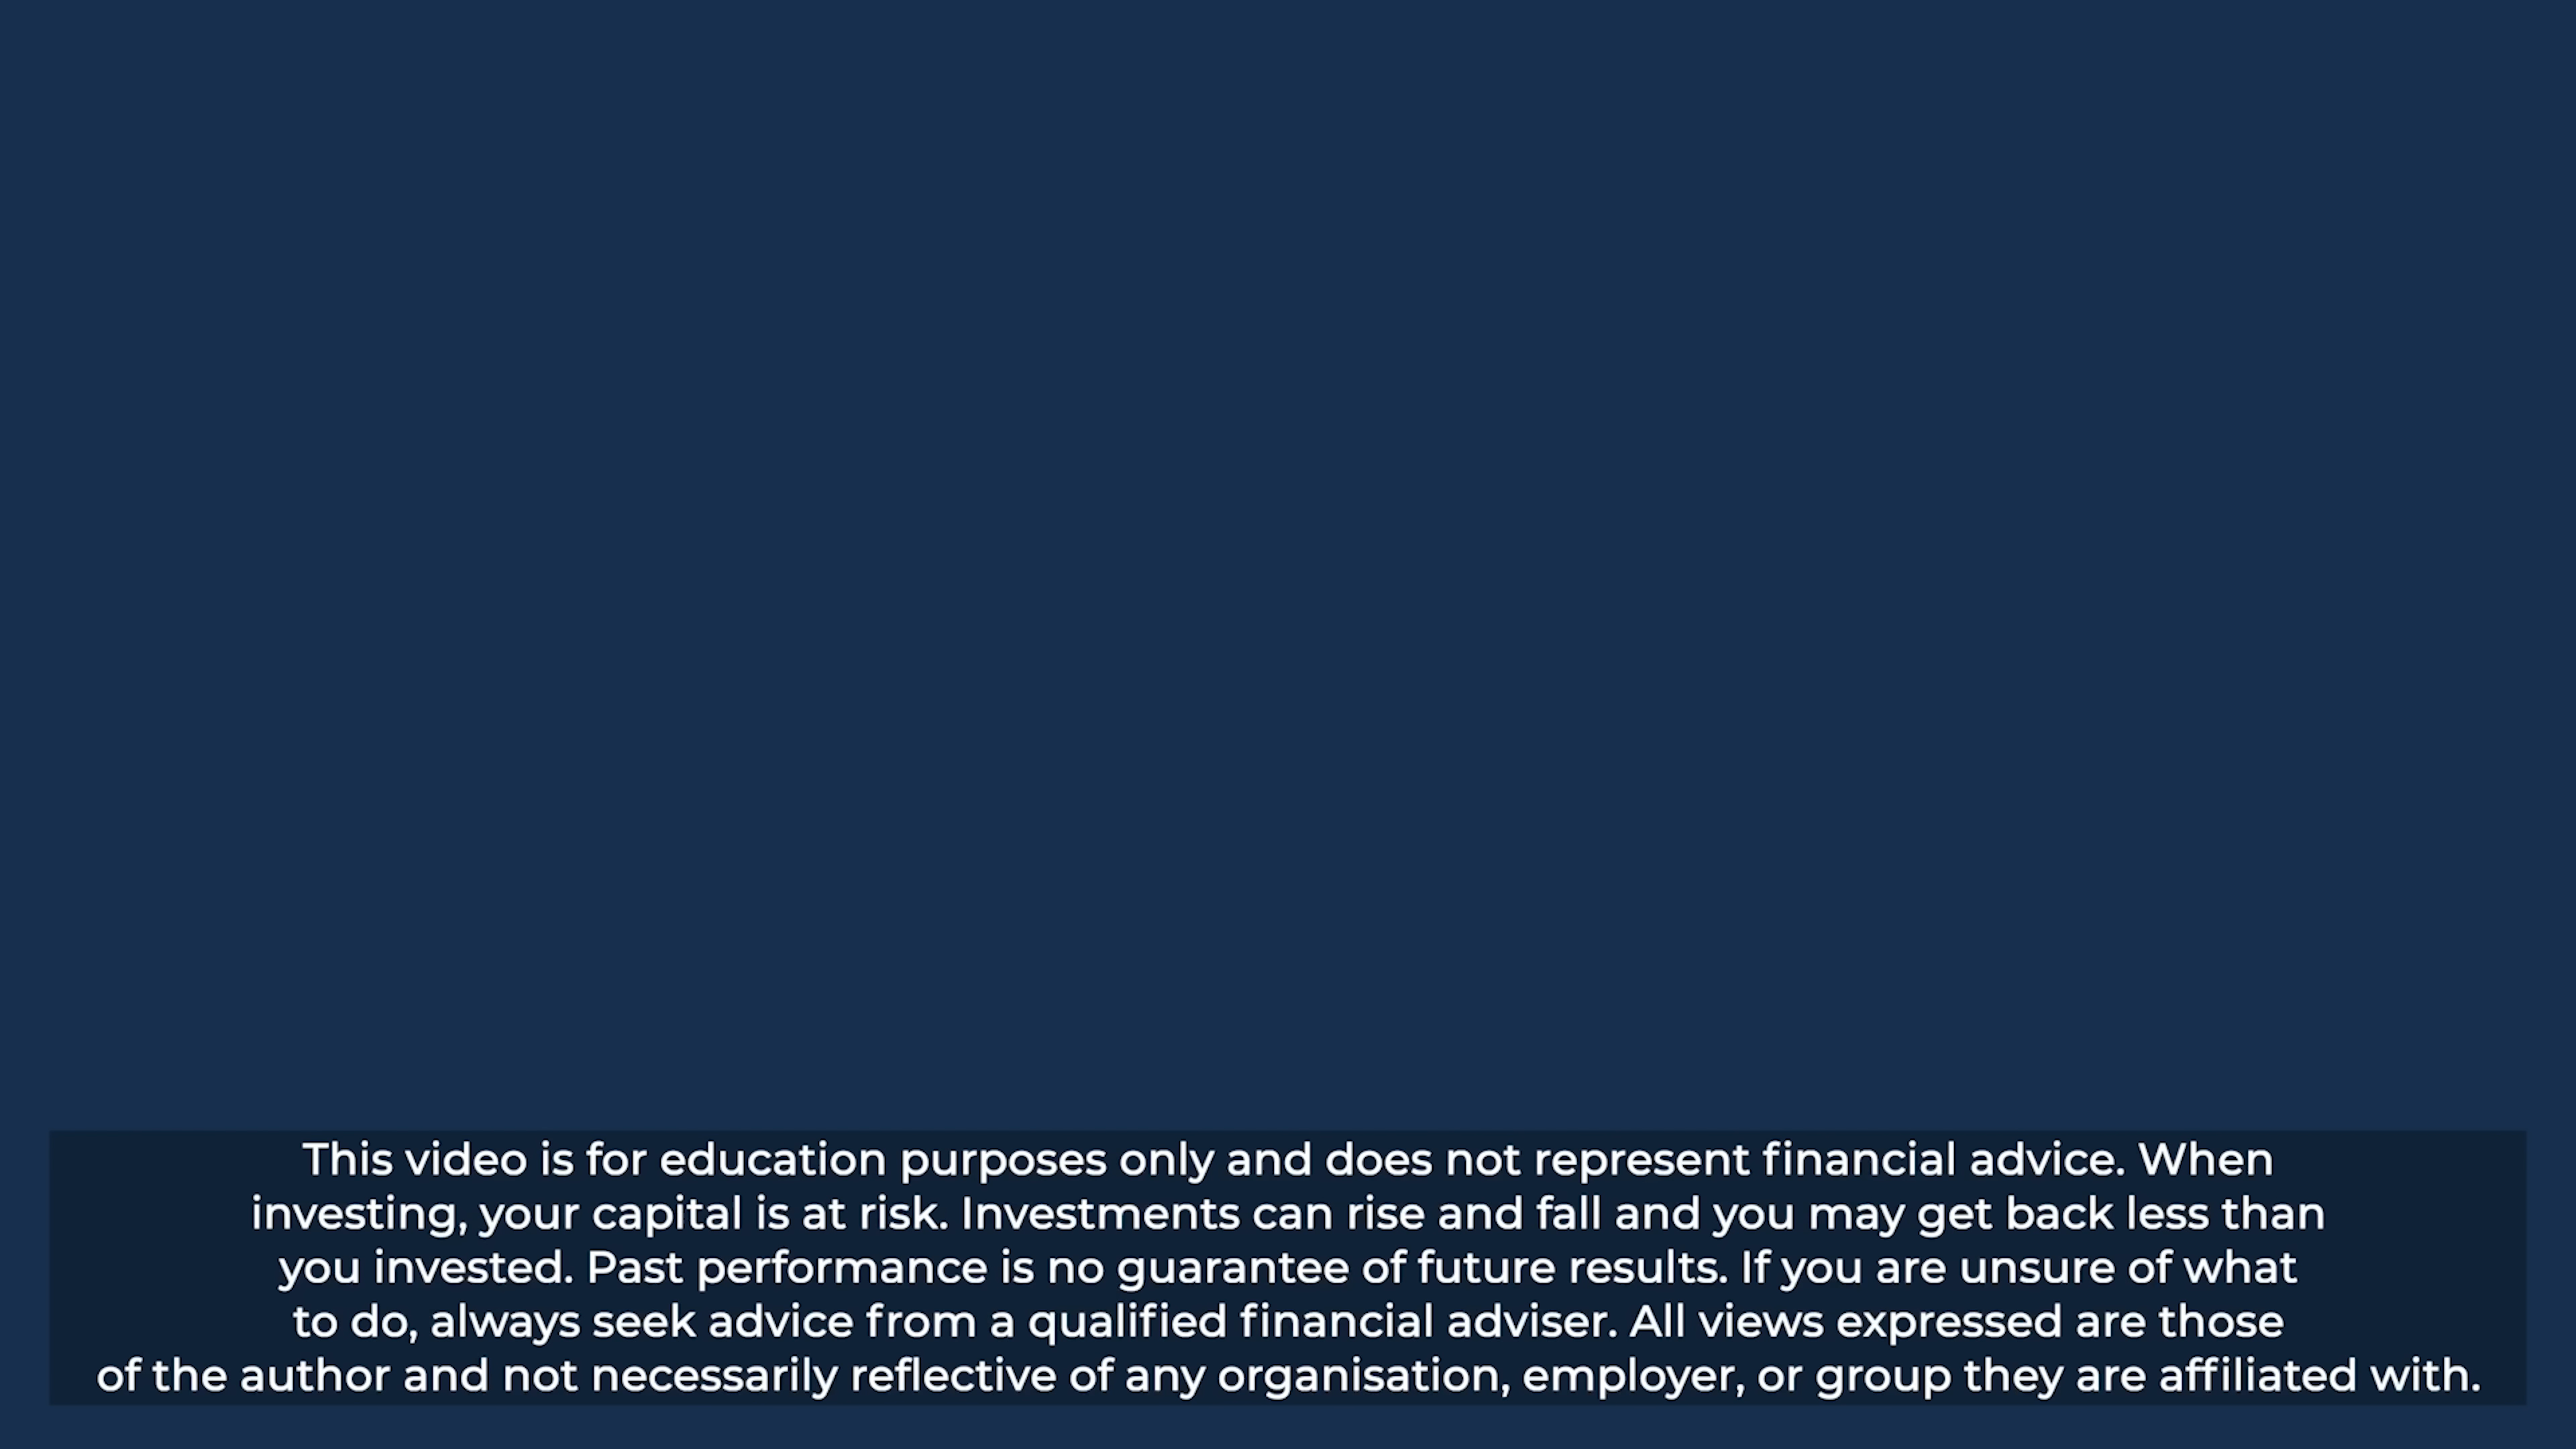 This video is for education purposes only and does not represent financial advice. When
investing, your capital is at risk. Investments can rise and fall and you may get back less than
you invested. Past performance is no guarantee of future results. If you are unsure of what
to do, always seek advice from a qualified financial adviser. All views expressed are those
of the author and not necessarily reflective of any organisation, employer, or group they are affiliated with.